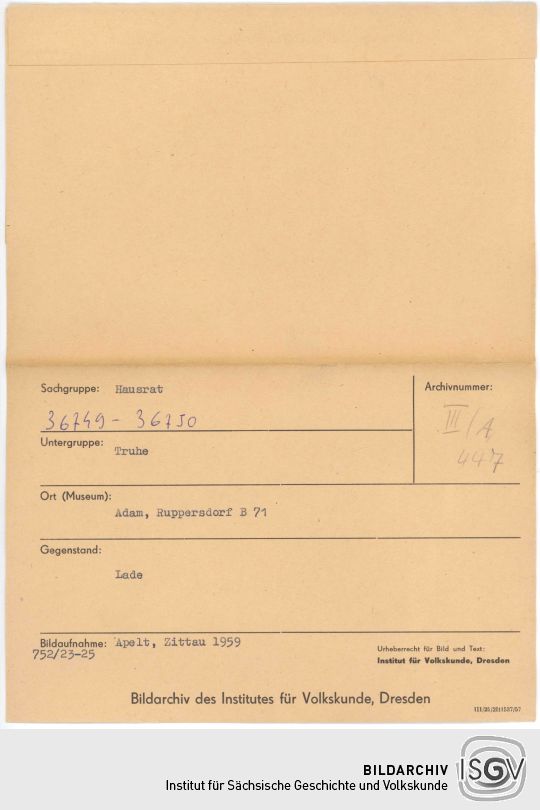 Sachgruppe: Hausrat
Archivnummer:
36749 - 36750
III/A
447
Untergruppe:
Truhe
Ort (Museum):
Adam, Ruppersdorf B 71
Gegenstand:
Lade
Bildaufnahme: Apelt, Zittau 1959
752/23-25
Urheberrecht für Bild und Text:
Institut für Volkskunde, Dresden
Bildarchiv des Institutes für Volkskunde, Dresden
BILDARCHIV ISGV
Institut für Sächsische Geschichte und Volkskunde